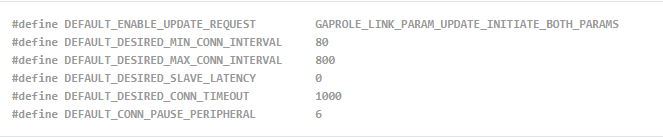 #define DEFAULT_ENABLE_UPDATE_REQUEST GAPROLE_LINK_PARAM_UPDATE_INITIATE_BOTH_PARAMS
#define DEFAULT_DESIRED_MIN_CONN_INTERVAL 80
#define DEFAULT_DESIRED_MAX_CONN_INTERVAL 800
#define DEFAULT_DESIRED_SLAVE_LATENCY 0
#define DEFAULT_DESIRED_CONN_TIMEOUT 1000
#define DEFAULT_CONN_PAUSE_PERIPHERAL 6